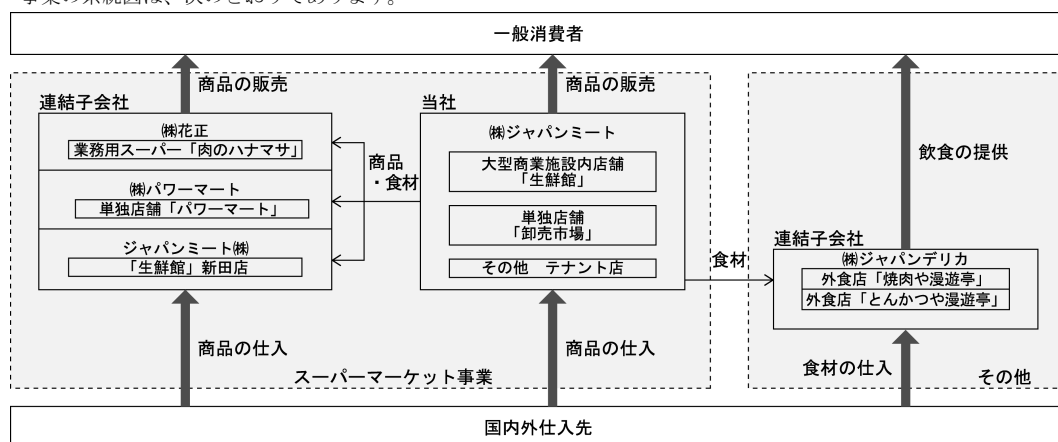 事業の系統図は、次のとおりであります。
一般消費者
商品の販売
商品の販売
飲食の提供
連結子会社
㈱花正
業務用スーパー「肉のハナマサ」
㈱パワーマート
単独店舗「パワーマート」
ジャパンミート㈱
「生鮮館」新田店
商品
・食材
当社
㈱ジャパンミート
大型商業施設内店舗
「生鮮館」
単独店舗
「卸売市場」
その他　テナント店
食材
連結子会社
㈱ジャパンデリカ
外食店「焼肉や漫遊亭」
外食店「とんかつや漫遊亭」
商品の仕入
商品の仕入
食材の仕入
スーパーマーケット事業
その他
国内外仕入先